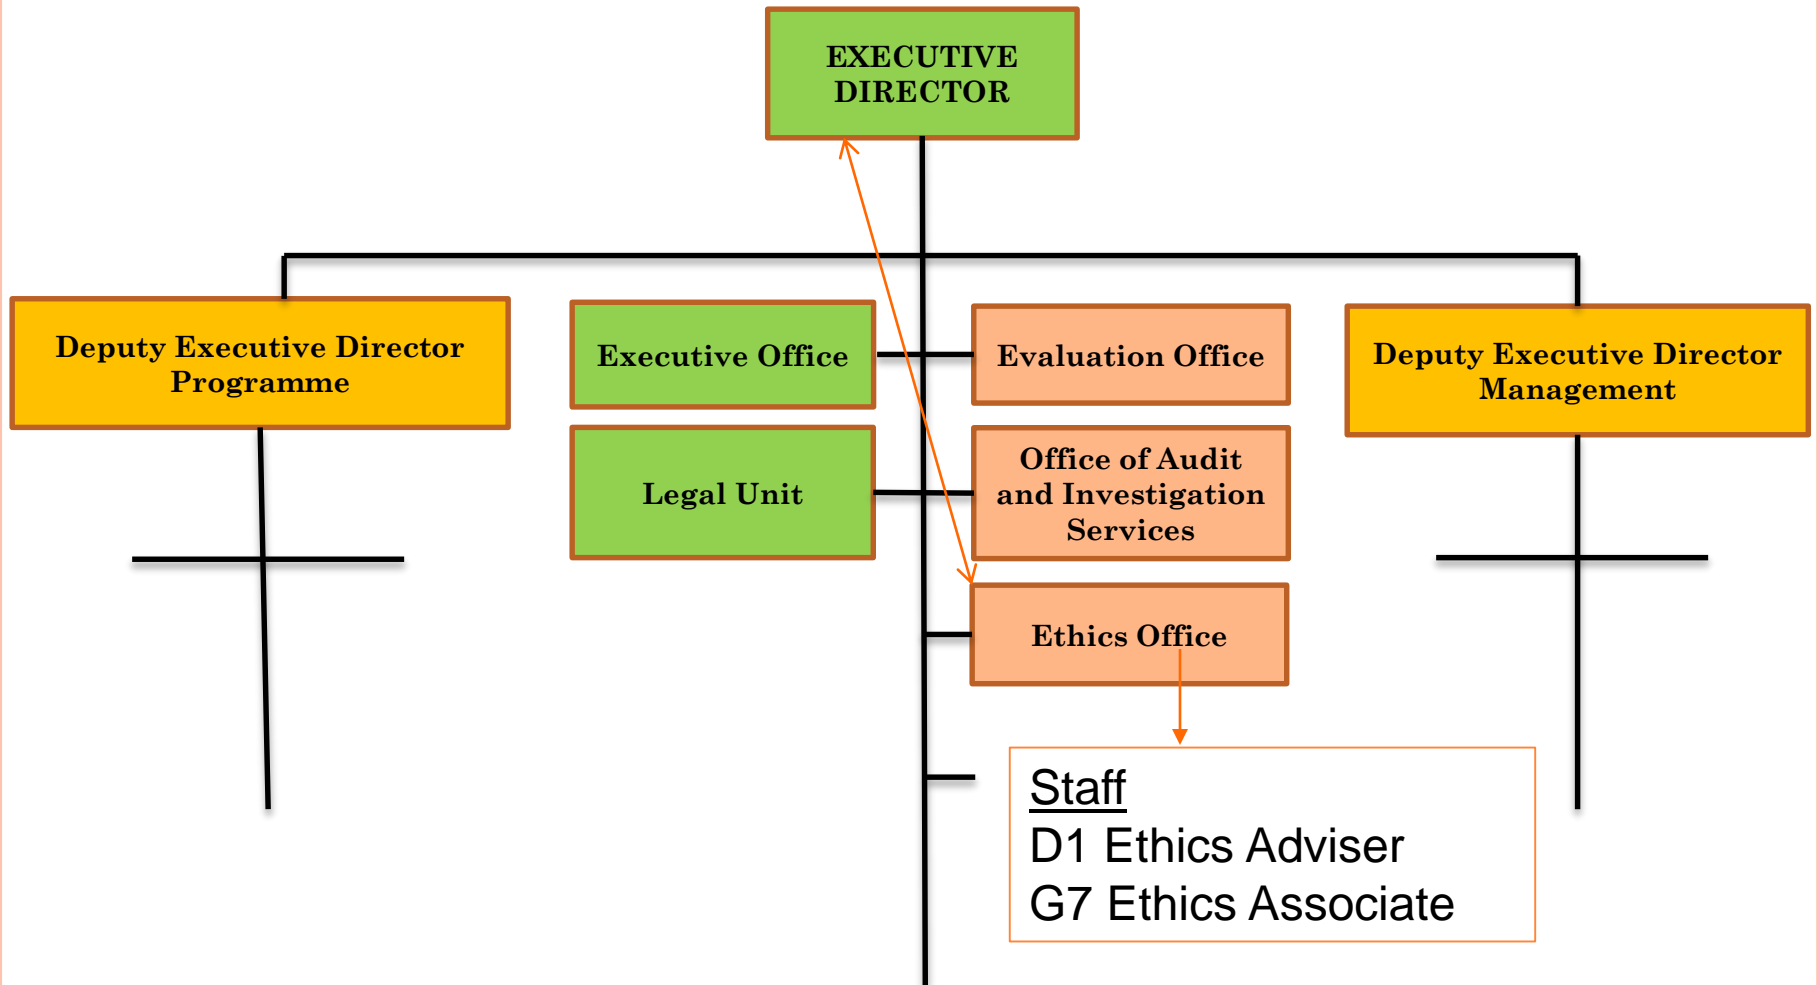 EXECUTIVE
DIRECTOR
Deputy Executive Director
Programme
Executive Office
Evaluation Office
Deputy Executive Director
Management
Legal Unit
Office of Audit
and Investigation
Services
Ethics Office
Staff
D1 Ethics Adviser
G7 Ethics Associate